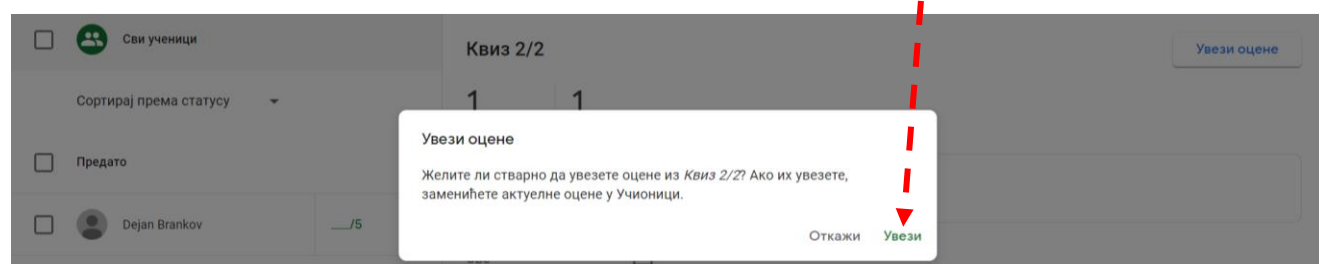 Сви ученици
Квиз 2/2
Увези оцене
Сортирај према статусу
1
1
Увези оцене
Предато
Желите ли стварно да увезете оцене из Квиз 2/2? Ако их увезете,
заменићете актуелне оцене у Учионици.
Dejan Brankov
__/5
Откажи
Увези